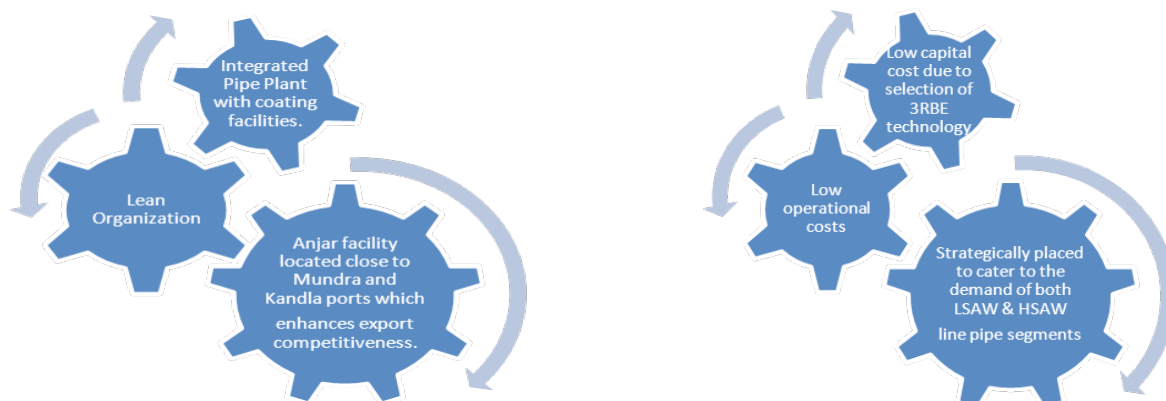 Integrated
Pipe Plant
with coating
facilities.
Lean
Organization
Anjar facility
located close to
Mundra and
Kandla ports which
enhances export
competitiveness.
Low capital
cost due to
selection of
3RBE
technology
Low
operational
costs
Strategically placed
to cater to the
demand of both
LSAW & HSAW
line pipe segments